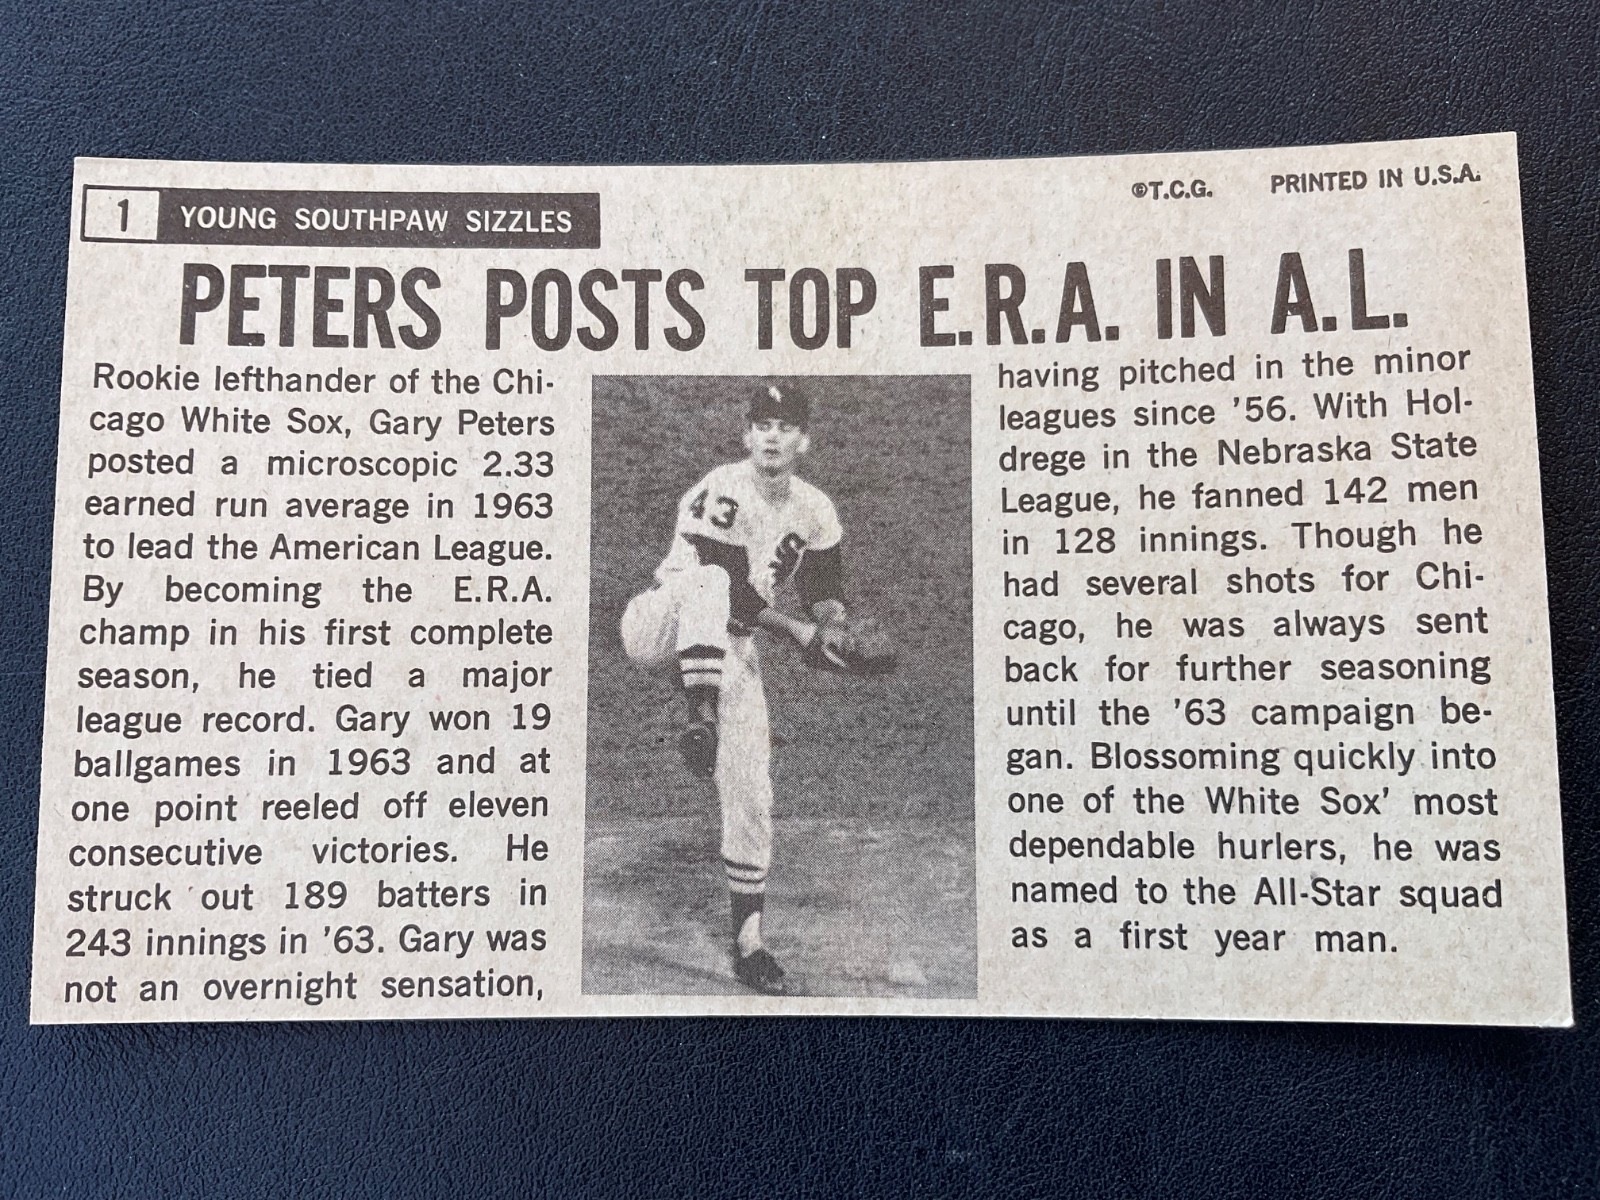 1 YOUNG SOUTHPAW SIZZLES
©T.C.G. PRINTED IN U.S.A.
PETERS POSTS TOP E.R.A. IN A.L.
Rookie lefthander of the Chi-
cago White Sox, Gary Peters
posted a microscopic 2.33
earned run average in 1963
to lead the American League.
By becoming the E.R.A.
champ in his first complete
season, he tied a major
league record. Gary won 19
ballgames in 1963 and at
one point reeled off eleven
consecutive victories. He
struck out 189 batters in
243 innings in '63. Gary was
not an overnight sensation,
43
S
having pitched in the minor
leagues since '56. With Hol-
drege in the Nebraska State
League, he fanned 142 men
in 128 innings. Though he
had several shots for Chi-
cago, he was always sent
back for further seasoning
until the '63 campaign be-
gan. Blossoming quickly into
one of the White Sox' most
dependable hurlers, he was
named to the All-Star squad
as a first year man.